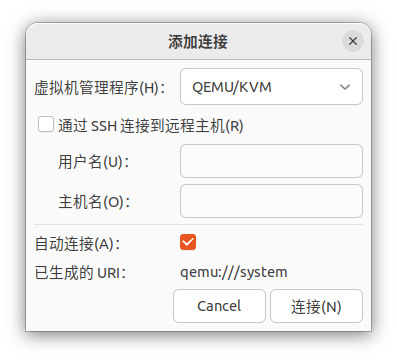 添加连接
虚拟机管理程序(H)： QEMU/KVM
通过 SSH 连接到远程主机(R)
用户名(U)：
主机名(O)：
自动连接(A)：
已生成的 URI： qemu:///system
Cancel 连接(N)